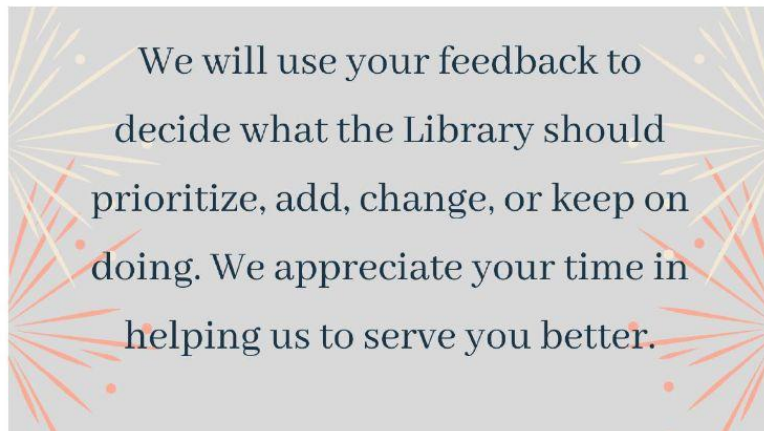 We will use your feedback to
decide what the Library should
prioritize, add, change, or keep on
doing. We appreciate your time in
helping us to serve you better.